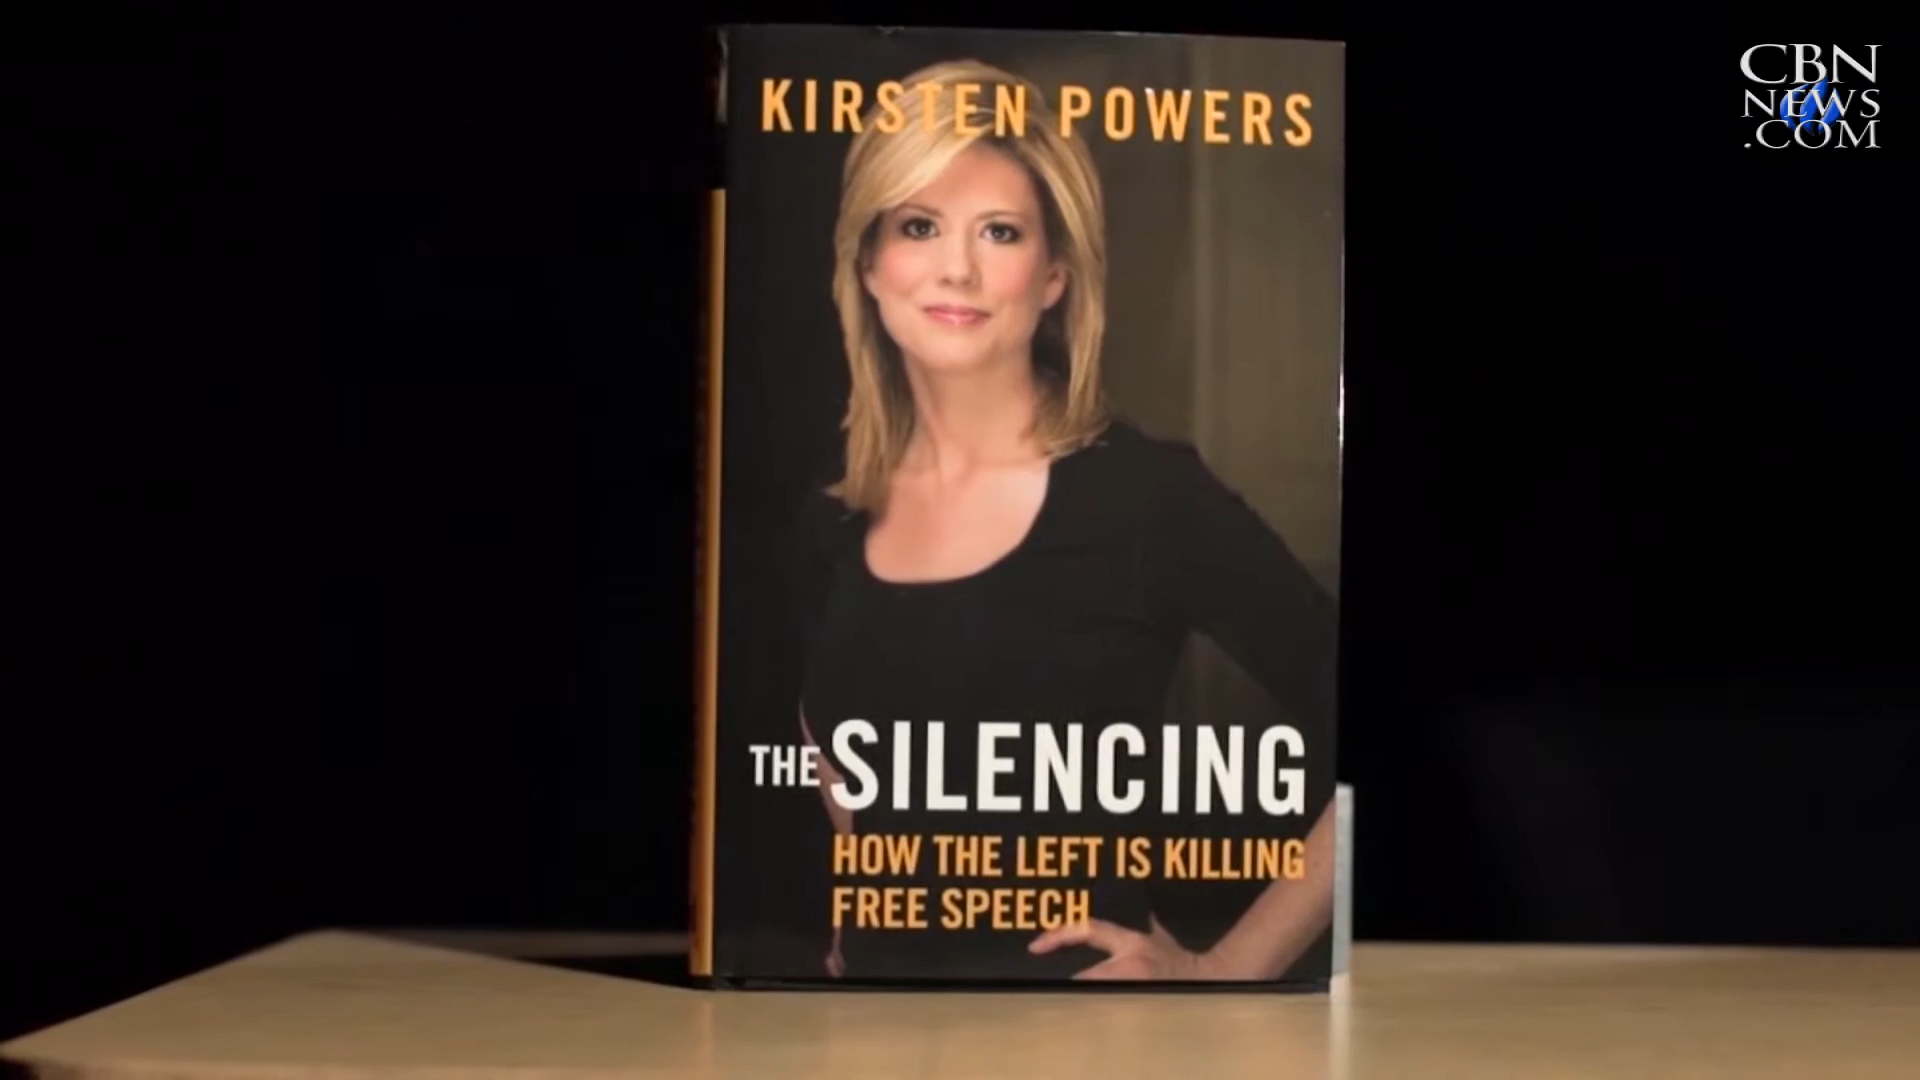 KIRSTEN POWERS
THE SILENCING
HOW THE LEFT IS KILLING
FREE SPEECH
CBN
NEWS
.COM